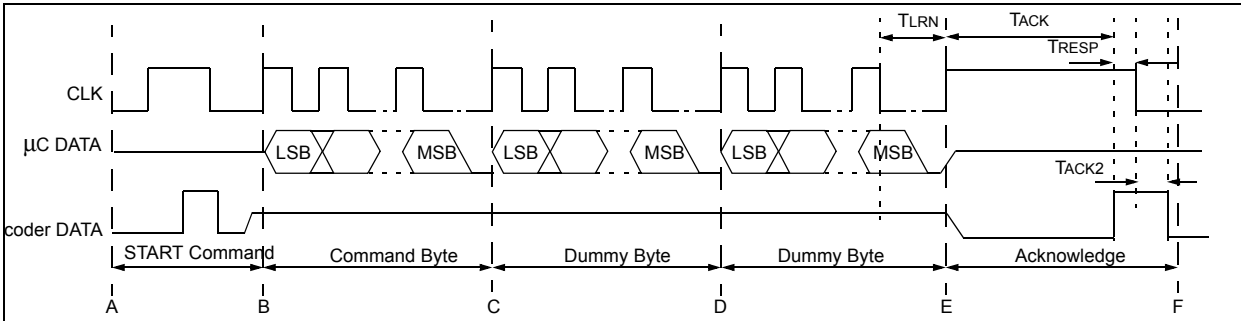 TLRN
TACK
TRESP
CLK
µC DATA
LSB
MSB
LSB
MSB
LSB
MSB
TACK2
coder DATA
START Command
Command Byte
Dummy Byte
Dummy Byte
Acknowledge
A
B
C
D
E
F